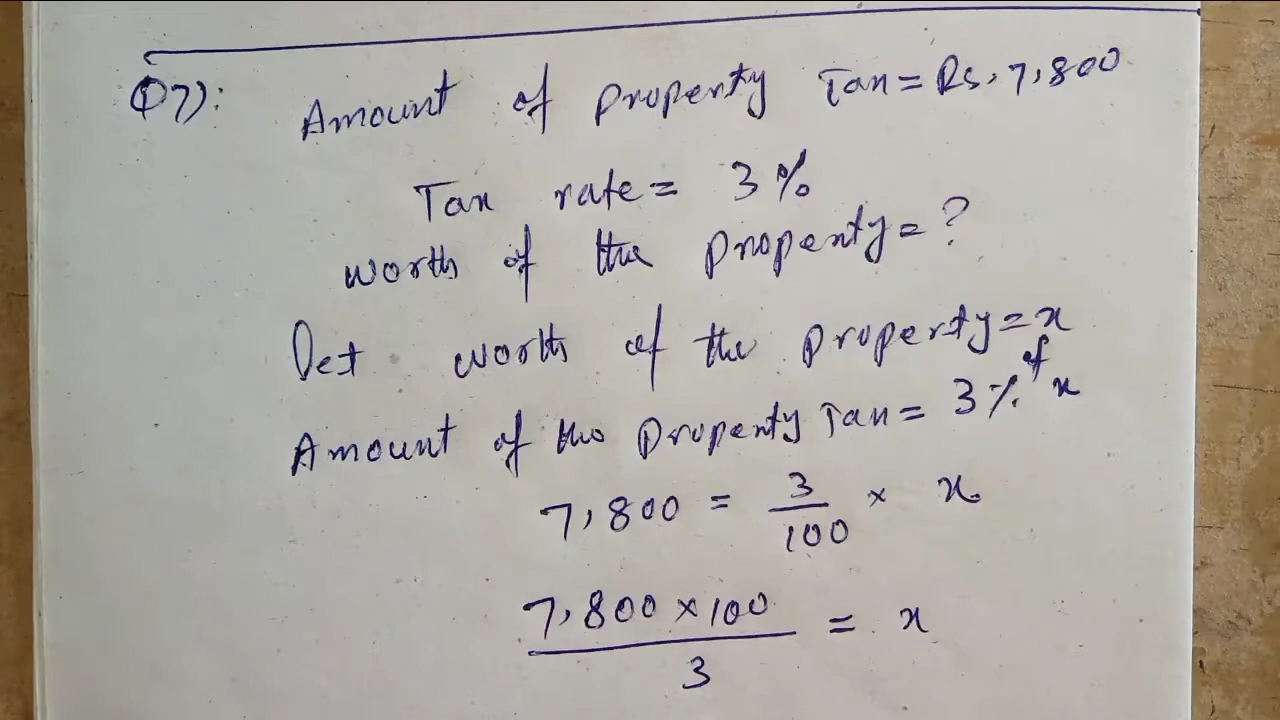 Q7): Amount of Property Tax = Rs. 7,800
Tax rate = 3%
worth of the property = ?
Let worth of the property = x
Amount of the Property Tax = 3% of x
7,800 = 3/100 × x
7,800 × 100 / 3 = x